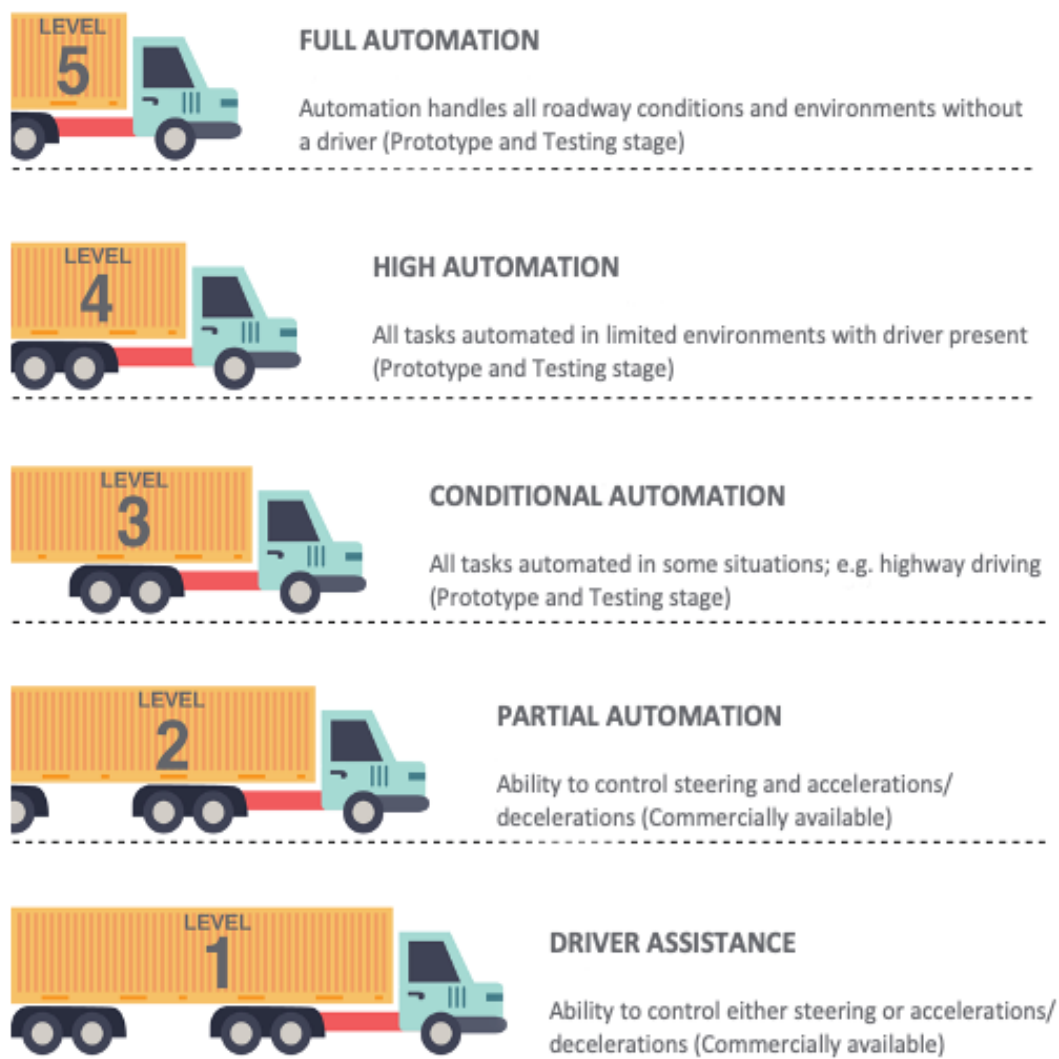 LEVEL
5
FULL AUTOMATION
Automation handles all roadway conditions and environments without
a driver (Prototype and Testing stage)
LEVEL
4
HIGH AUTOMATION
All tasks automated in limited environments with driver present
(Prototype and Testing stage)
LEVEL
3
CONDITIONAL AUTOMATION
All tasks automated in some situations; e.g. highway driving
(Prototype and Testing stage)
LEVEL
2
PARTIAL AUTOMATION
Ability to control steering and accelerations/
decelerations (Commercially available)
LEVEL
1
DRIVER ASSISTANCE
Ability to control either steering or accelerations/
decelerations (Commercially available)